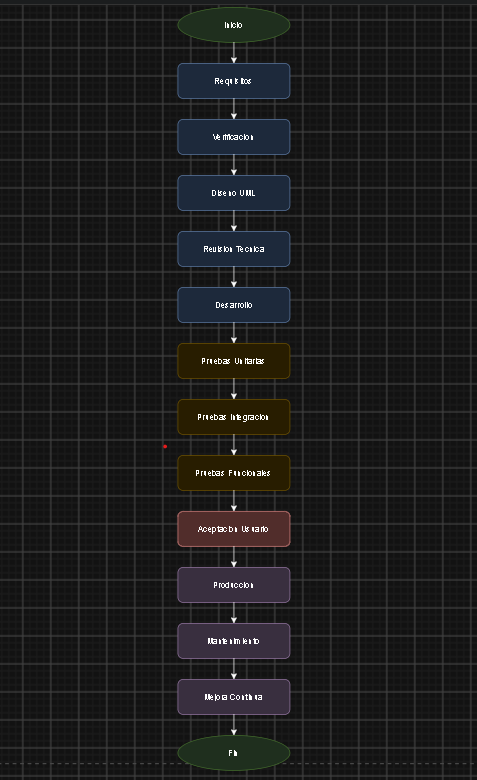 Inicio
Requisitos
Verificacion
Diseno UML
Revision Tecnica
Desarrollo
Pruebas Unitarias
Pruebas Integracion
Pruebas Funcionales
Aceptacion Usuario
Produccion
Mantenimiento
Mejora Continua
Fin